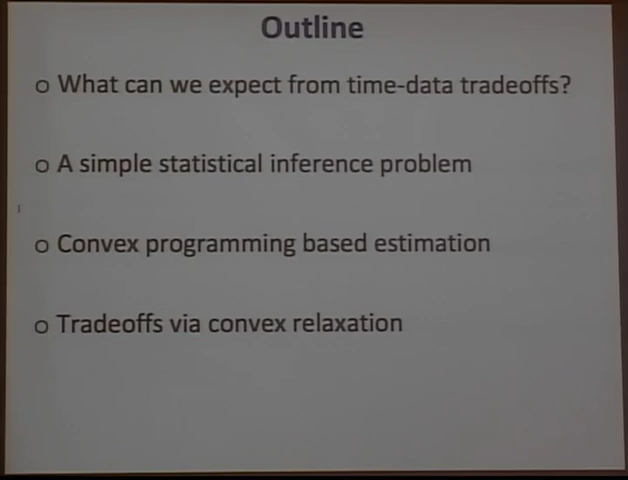 Outline
o What can we expect from time-data tradeoffs?
o A simple statistical inference problem
o Convex programming based estimation
o Tradeoffs via convex relaxation